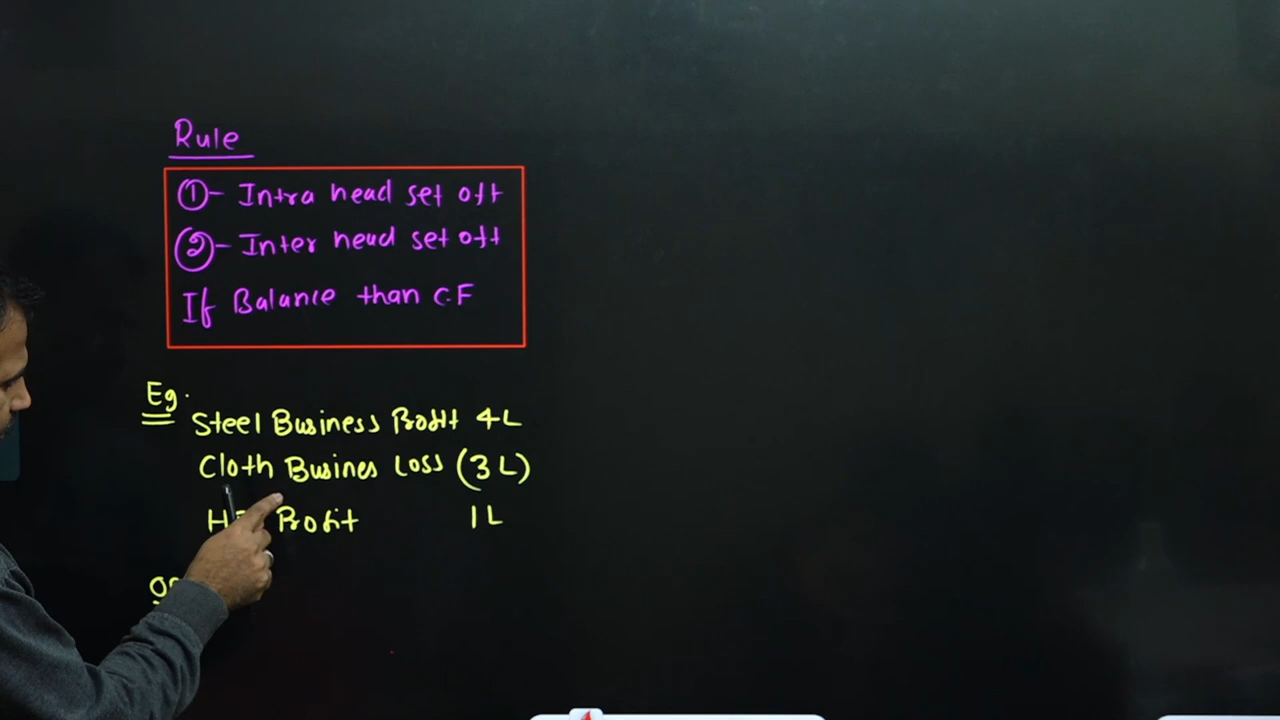 Rule
①- Intra head set off
②- Inter head set off
If Balance than C.F
Eg.
Steel Business Profit 4L
Cloth Busines Loss (3L)
Profit 1L